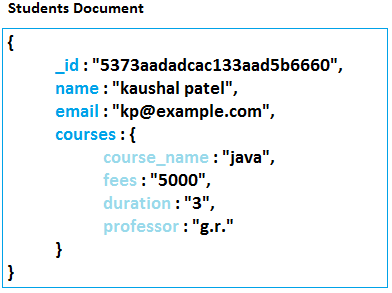 Students Document
{
_id : "5373aadadcac133aad5b6660",
name : "kaushal patel",
email : "kp@example.com",
courses : {
course_name : "java",
fees : "5000",
duration : "3",
professor : "g.r."
}
}